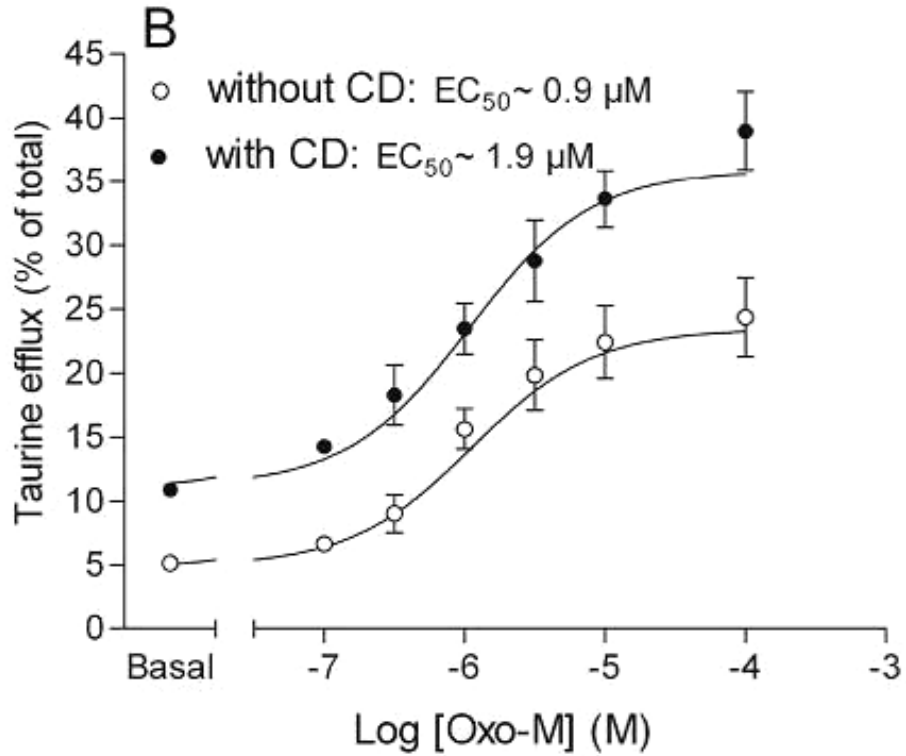 B
without CD: EC₅₀~ 0.9 µM
with CD: EC₅₀~ 1.9 µM
Taurine efflux (% of total)
45
40
35
30
25
20
15
10
5
0
Basal -7 -6 -5 -4 -3
Log [Oxo-M] (M)